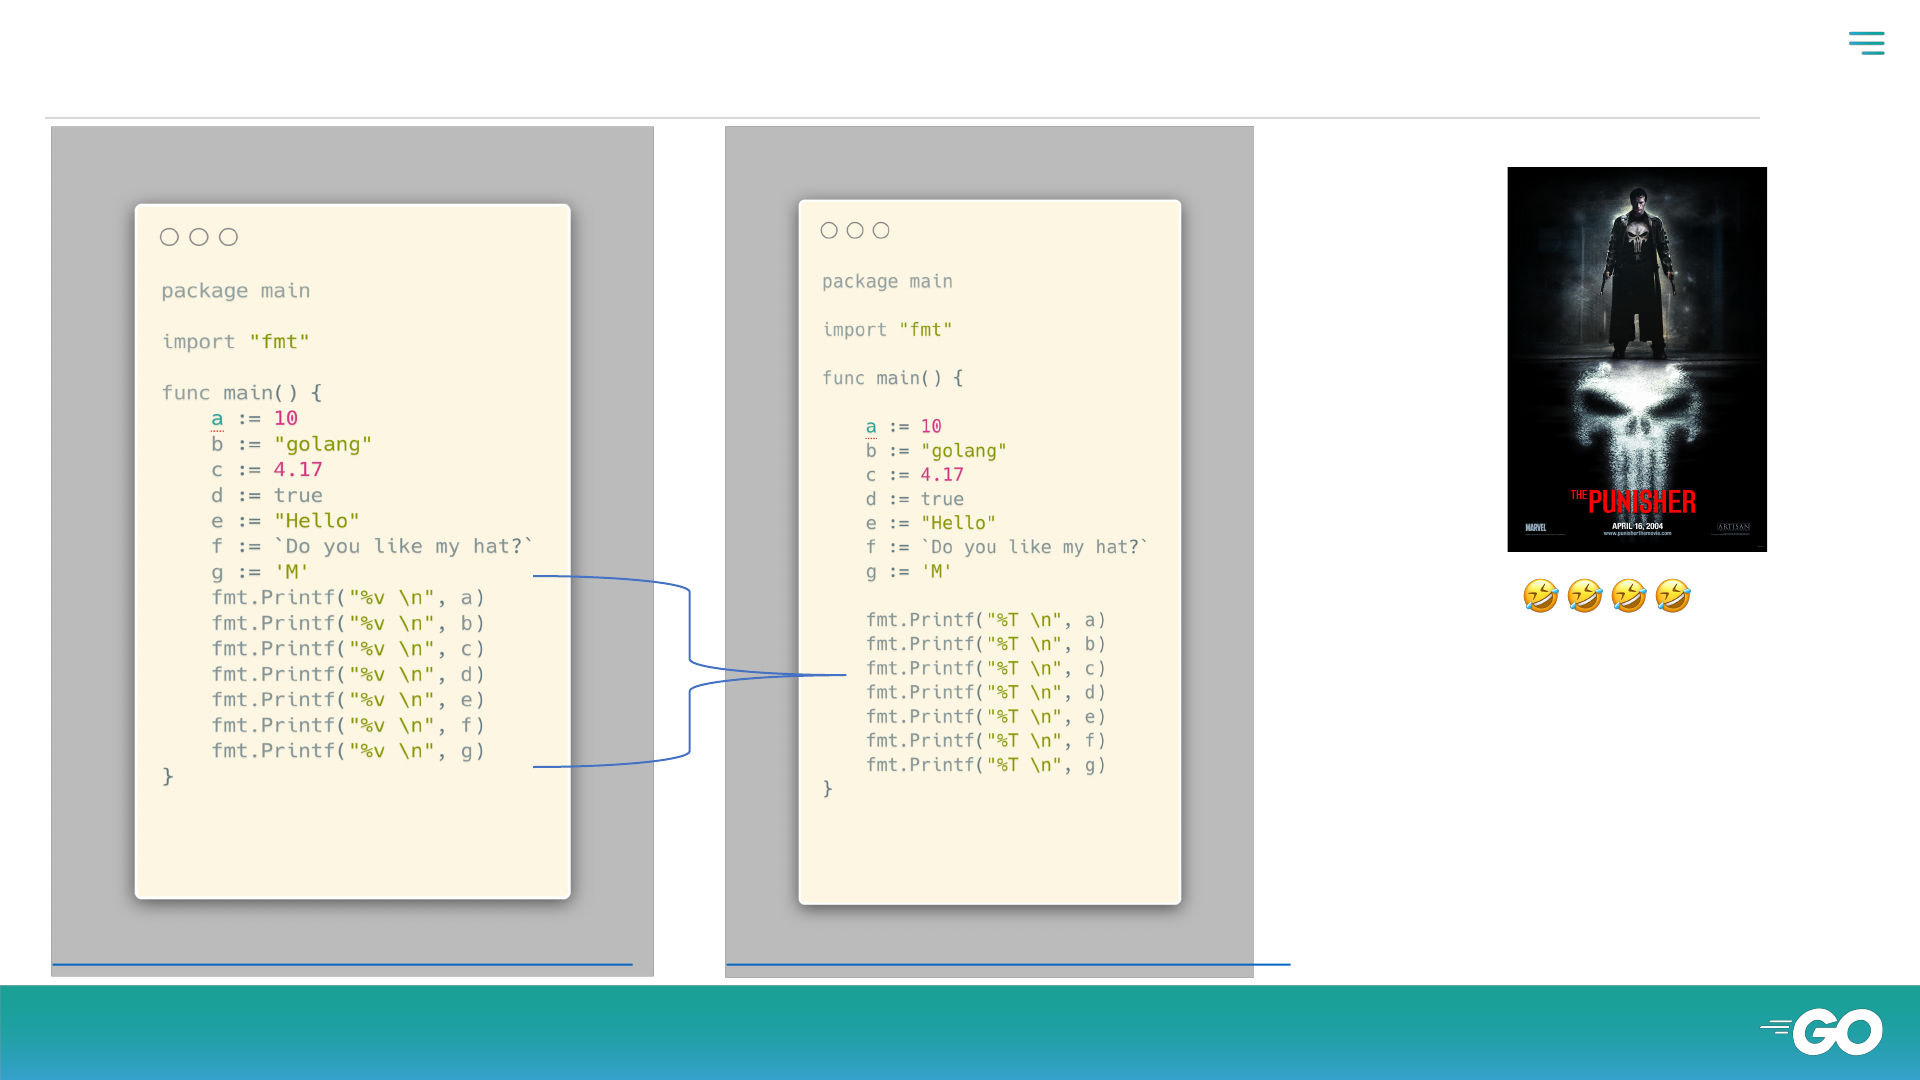 package main
import "fmt"
func main() {
a := 10
b := "golang"
c := 4.17
d := true
e := "Hello"
f := `Do you like my hat?`
g := 'M'
fmt.Printf("%v \n", a)
fmt.Printf("%v \n", b)
fmt.Printf("%v \n", c)
fmt.Printf("%v \n", d)
fmt.Printf("%v \n", e)
fmt.Printf("%v \n", f)
fmt.Printf("%v \n", g)
}
package main
import "fmt"
func main() {
a := 10
b := "golang"
c := 4.17
d := true
e := "Hello"
f := `Do you like my hat?`
g := 'M'
fmt.Printf("%T \n", a)
fmt.Printf("%T \n", b)
fmt.Printf("%T \n", c)
fmt.Printf("%T \n", d)
fmt.Printf("%T \n", e)
fmt.Printf("%T \n", f)
fmt.Printf("%T \n", g)
}
THE PUNISHER
MARVEL
APRIL 16, 2004
ARTISAN
www.punisherthemovie.com
GO